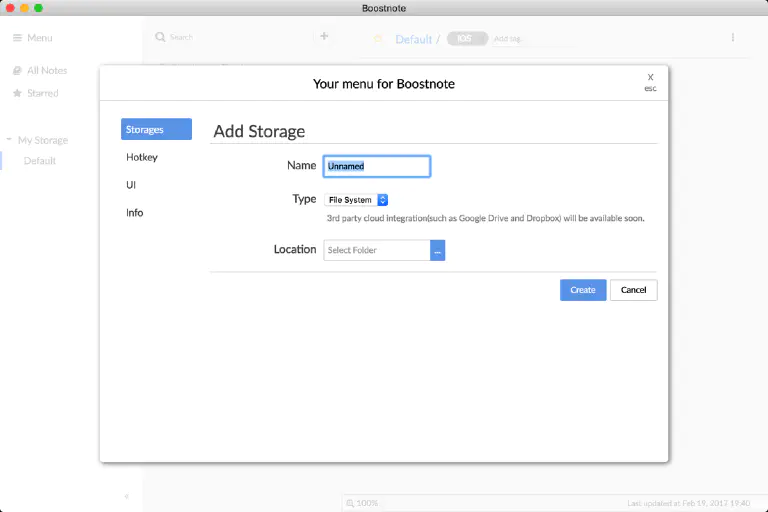 Boostnote
Menu
Search
+
Default /
iOS
Add tag.
All Notes
Starred
My Storage
Default
Your menu for Boostnote
X
esc
Storages
Hotkey
UI
Info
Add Storage
Name
Unnamed
Type
File System
3rd party cloud integration(such as Google Drive and Dropbox) will be available soon.
Location
Select Folder
...
Create
Cancel
100%
Last updated at Feb 19, 2017 19:40